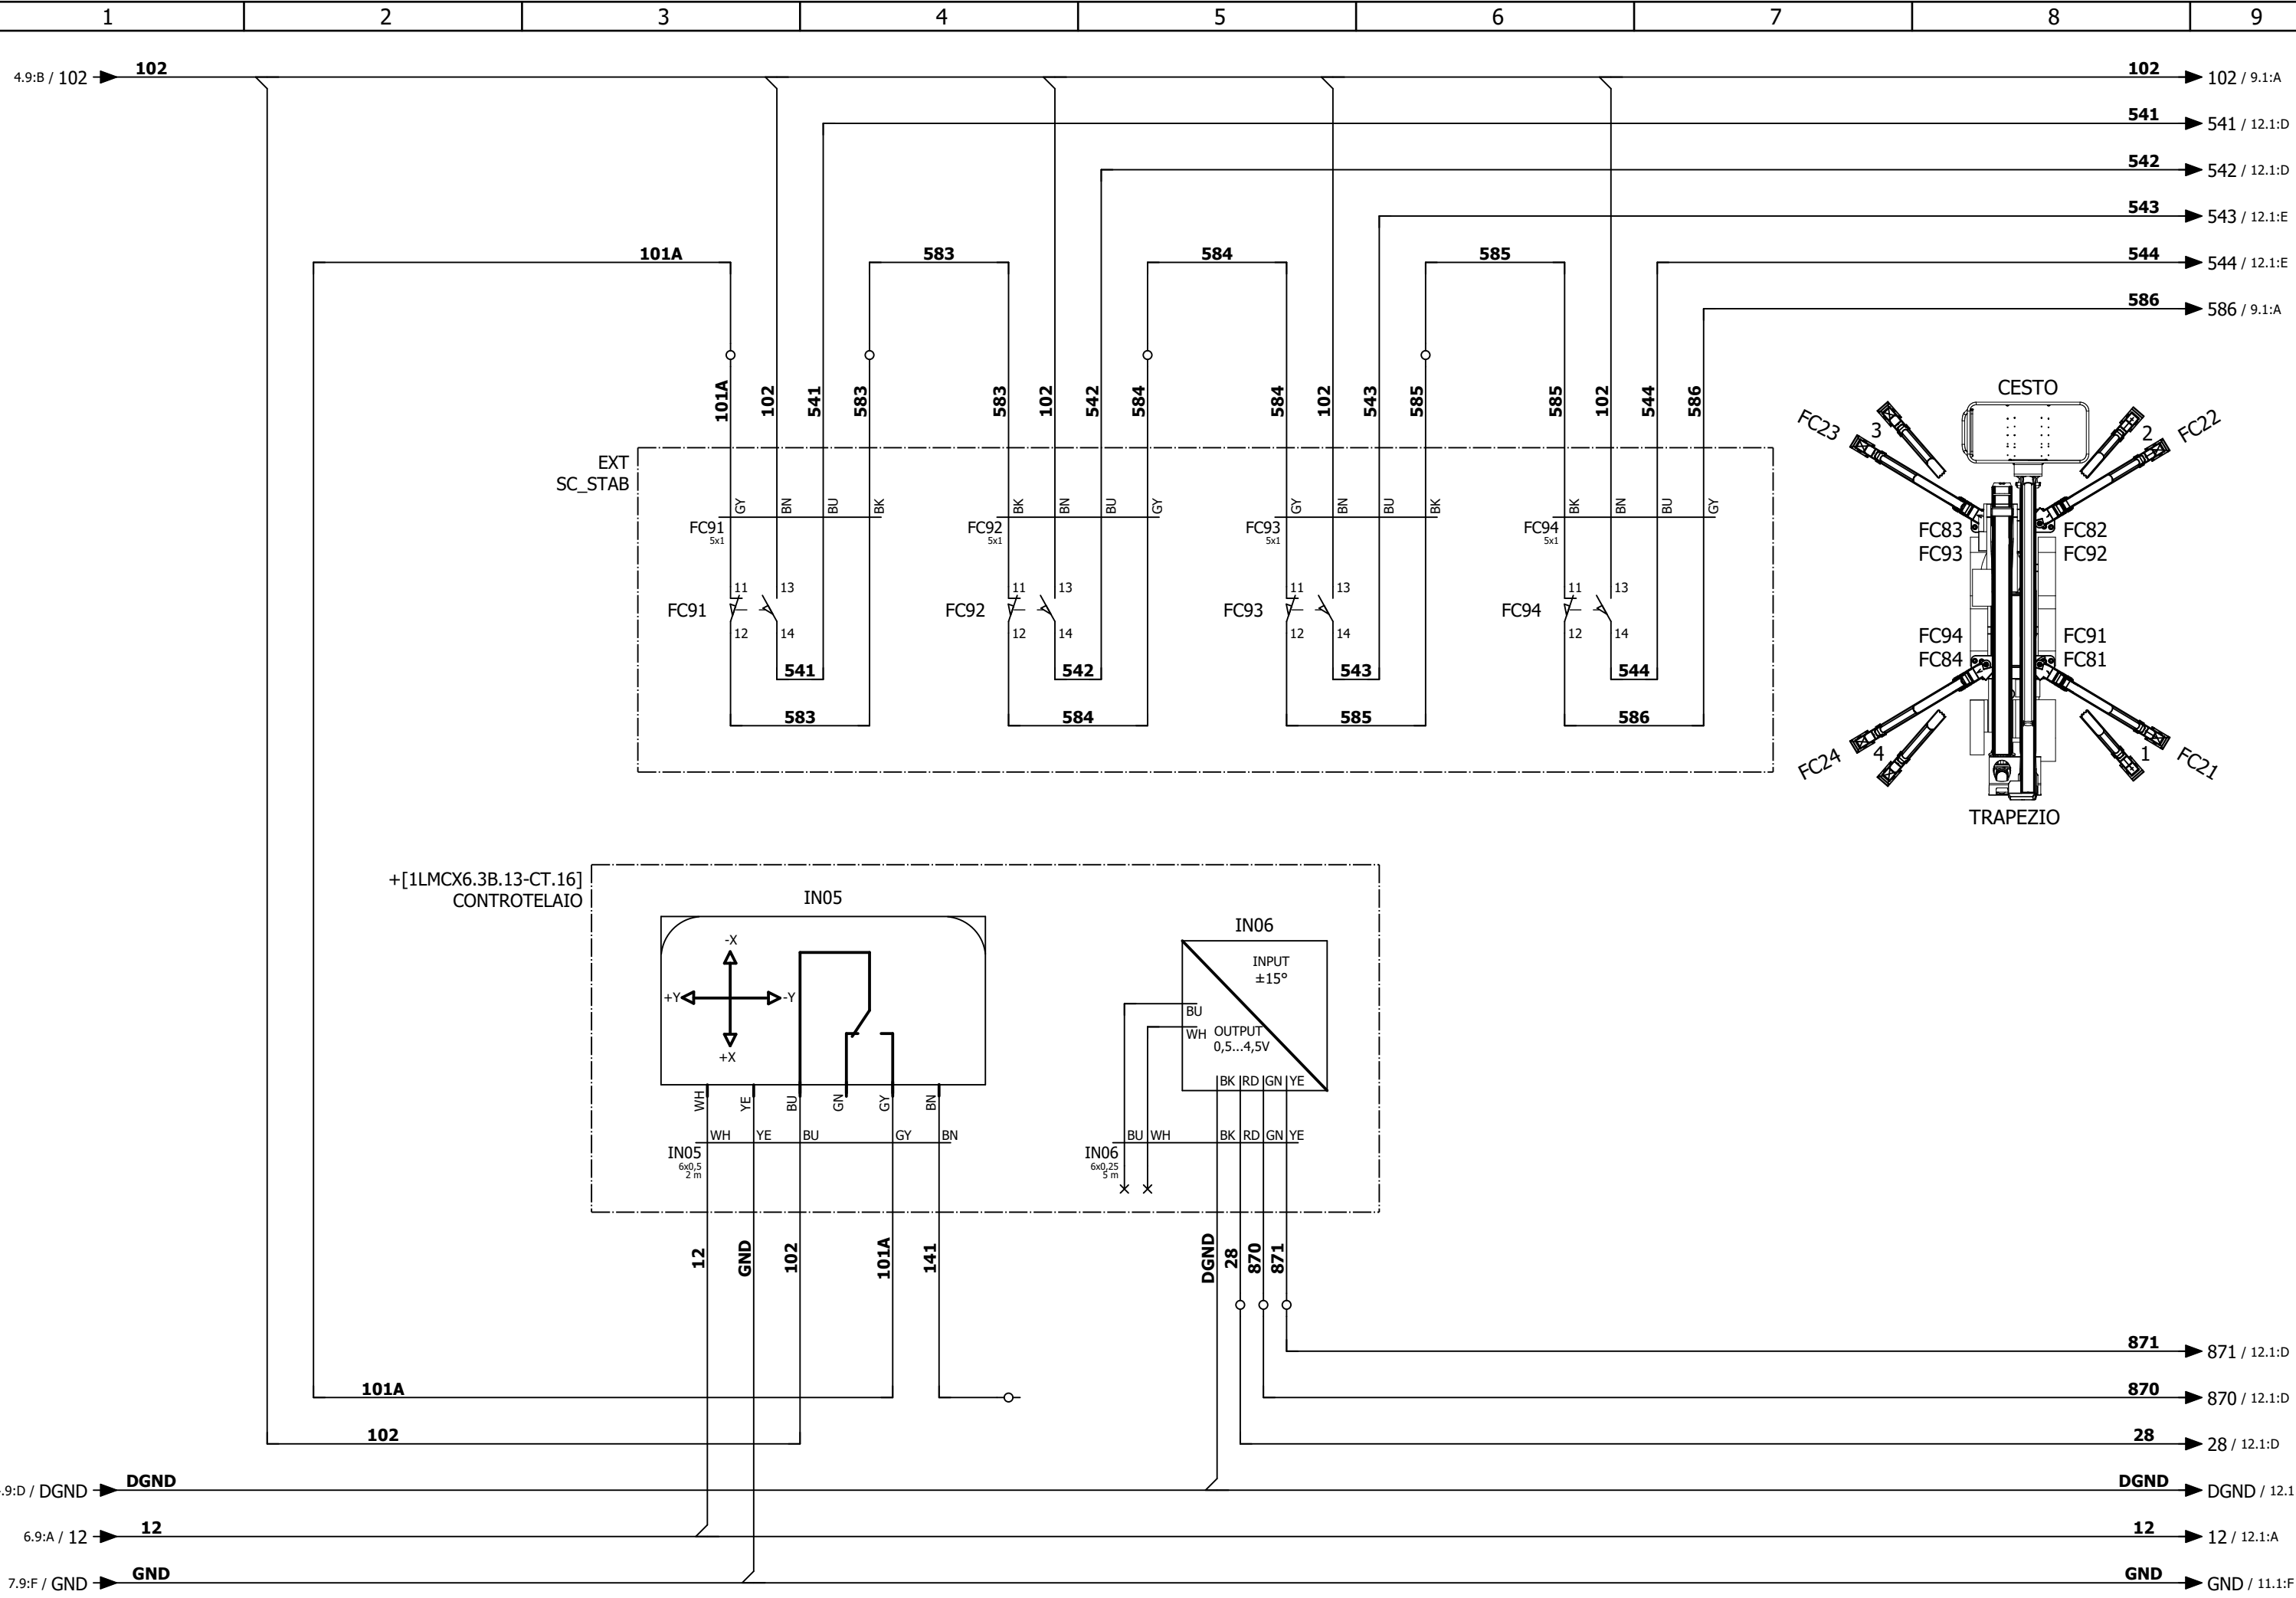 1 2 3 4 5 6 7 8 9
4.9:B / 102 102 102 102 / 9.1:A
541 541 / 12.1:D
542 542 / 12.1:D
543 543 / 12.1:E
101A 583 584 585 544 544 / 12.1:E
586 586 / 9.1:A
101A 102 541 583 583 102 542 584 584 102 543 585 585 102 544 586
CESTO
FC23 3 2 FC22
EXT
SC_STAB
GY BN BU BK BK BN BU GY GY BN BU BK BK BN BU GY
FC91 FC92 FC93 FC94
5x1 5x1 5x1 5x1
FC83 FC82
FC93 FC92
11 13 11 13 11 13 11 13
FC91 FC92 FC93 FC94
12 14 12 14 12 14 12 14
FC94 FC91
FC84 FC81
541 542 543 544
583 584 585 586
FC24 4 1 FC21
TRAPEZIO
+[1LMCX6.3B.13-CT.16]
CONTROTELAIO
IN05
IN06
-X
+Y -Y
+X
INPUT
±15°
BU
WH OUTPUT
0,5...4,5V
BK RD GN YE
WH YE BU GN GY BN
WH YE BU GY BN
BU WH BK RD GN YE
IN05
6x0,5
2 m
IN06
6x0,25
5 m
12 GND 102 101A 141 DGND 28 870 871
871 871 / 12.1:D
101A 870 870 / 12.1:D
102 28 28 / 12.1:D
.9:D / DGND DGND DGND DGND / 12.1
6.9:A / 12 12 12 12 / 12.1:A
7.9:F / GND GND GND GND / 11.1:F